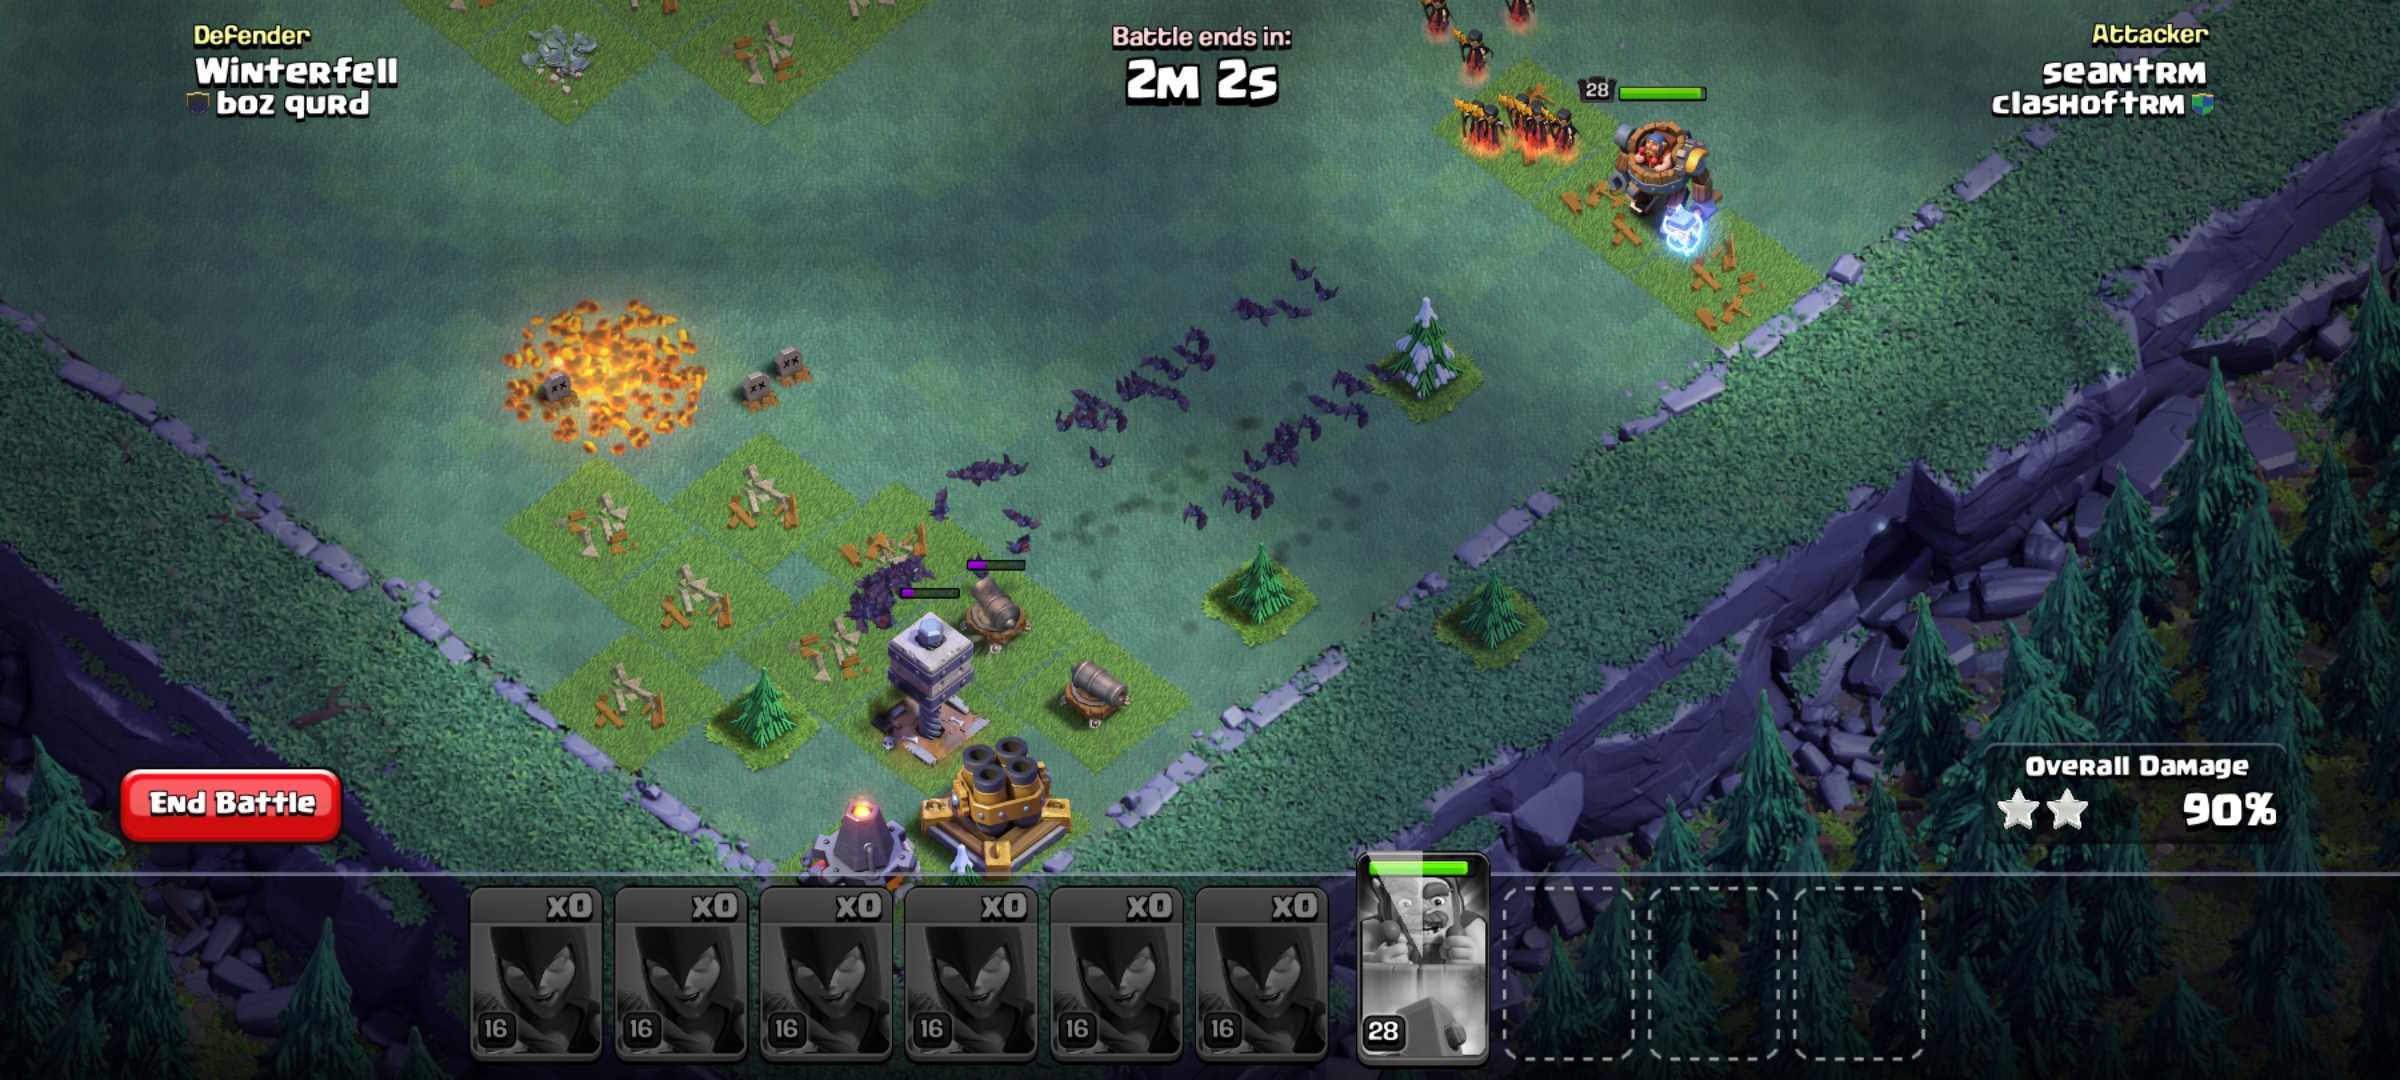 Defender
Winterfell
boz qurd
Battle ends in:
2M 2s
Attacker
seantrm
clashoftrm
28
End Battle
Overall Damage
90%
x0 x0 x0 x0 x0 x0
16 16 16 16 16 16 28